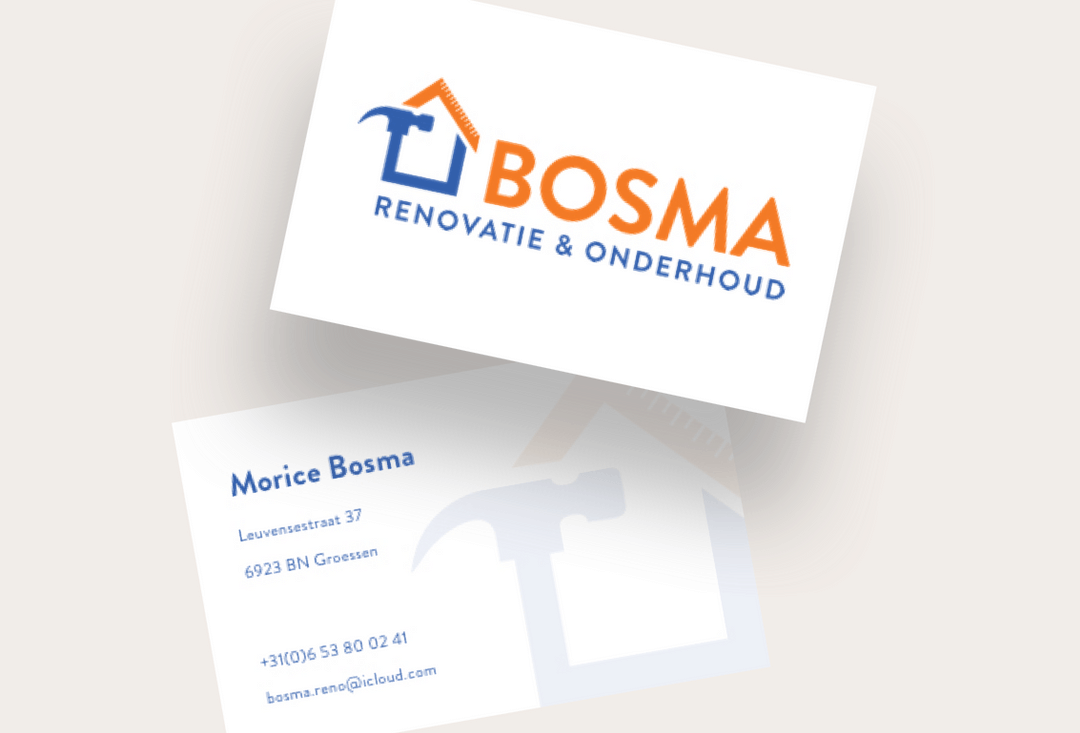 BOSMA
RENOVATIE & ONDERHOUD
Morice Bosma
Leuvensestraat 37
6923 BN Groessen
+31(0)6 53 80 02 41
bosma.reno@icloud.com